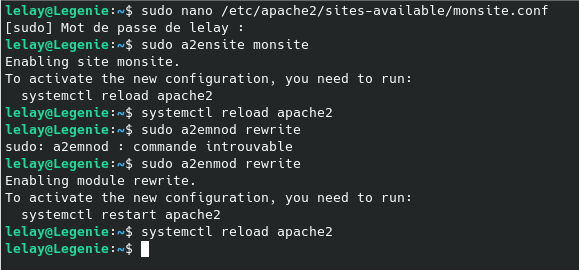 lelay@Legenie:~$ sudo nano /etc/apache2/sites-available/monsite.conf
[sudo] Mot de passe de lelay :
lelay@Legenie:~$ sudo a2ensite monsite
Enabling site monsite.
To activate the new configuration, you need to run:
  systemctl reload apache2
lelay@Legenie:~$ systemctl reload apache2
lelay@Legenie:~$ sudo a2emnod rewrite
sudo: a2emnod : commande introuvable
lelay@Legenie:~$ sudo a2enmod rewrite
Enabling module rewrite.
To activate the new configuration, you need to run:
  systemctl restart apache2
lelay@Legenie:~$ systemctl reload apache2
lelay@Legenie:~$